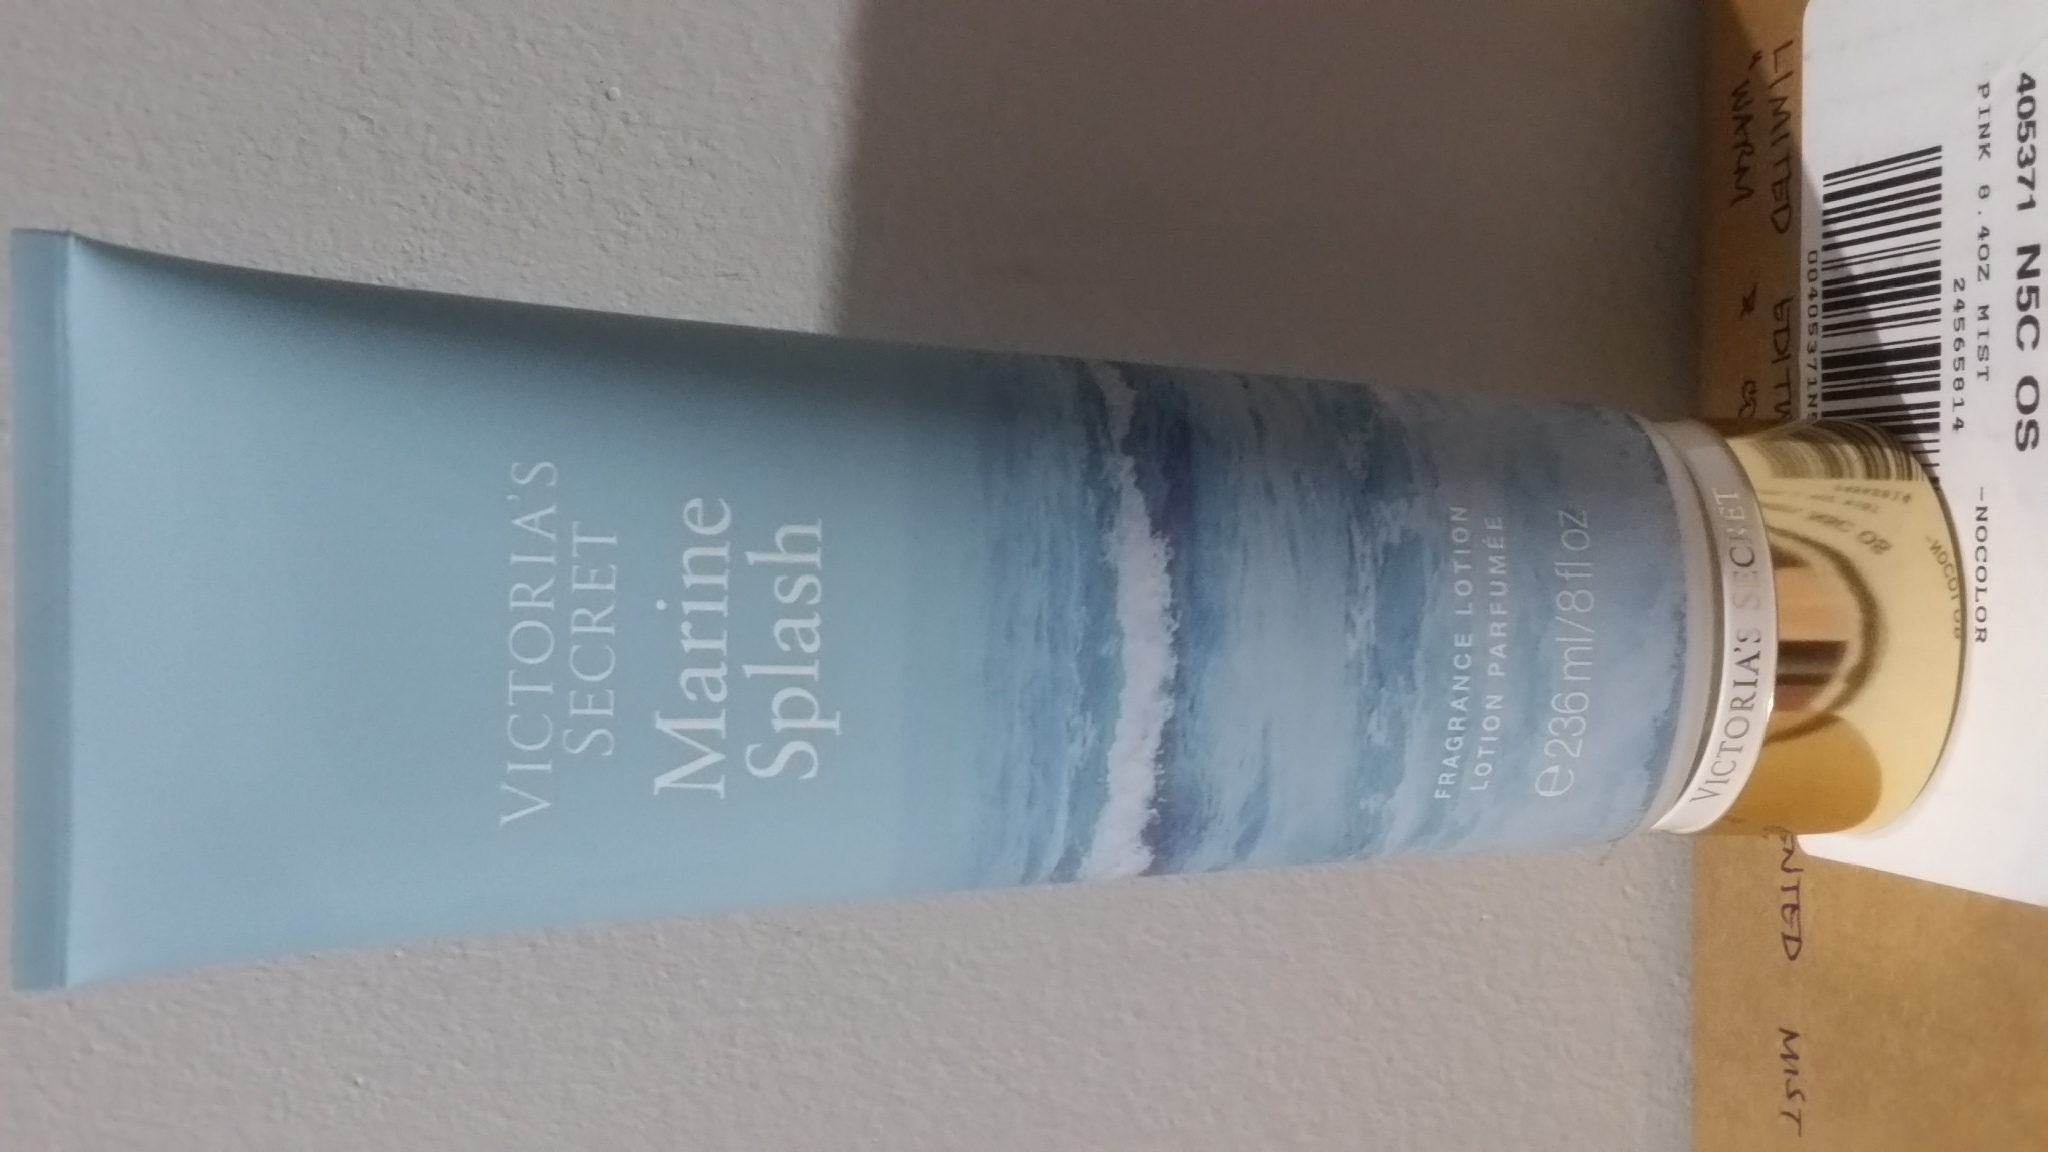 VICTORIA'S
SECRET
Marine
Splash
FRAGRANCE LOTION
LOTION PARFUMÉE
℮ 236 ml/8 fl oz
VICTORIA'S SECRET
405371 N5C OS
PINK 8.4OZ MIST -NOCOLOR
24565814
LIMITED
"WARM
MIST